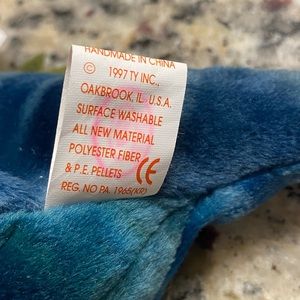 HANDMADE IN CHINA
© 1997 TY INC.,
OAKBROOK, IL. U.S.A.
SURFACE WASHABLE
ALL NEW MATERIAL
POLYESTER FIBER
& P.E. PELLETS CE
REG. NO PA. 1965(KR)